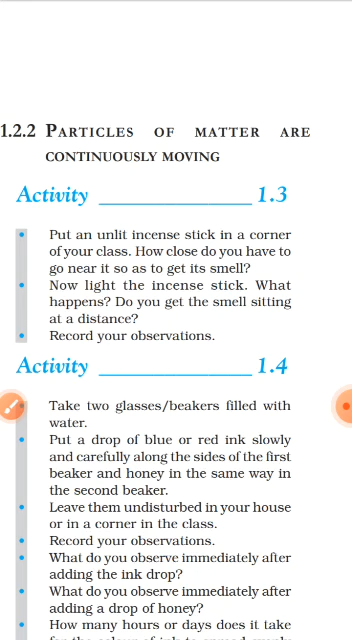 1.2.2 PARTICLES OF MATTER ARE
CONTINUOUSLY MOVING
Activity ______________ 1.3
• Put an unlit incense stick in a corner
of your class. How close do you have to
go near it so as to get its smell?
• Now light the incense stick. What
happens? Do you get the smell sitting
at a distance?
• Record your observations.
Activity ______________ 1.4
Take two glasses/beakers filled with
water.
• Put a drop of blue or red ink slowly
and carefully along the sides of the first
beaker and honey in the same way in
the second beaker.
• Leave them undisturbed in your house
or in a corner in the class.
• Record your observations.
• What do you observe immediately after
adding the ink drop?
• What do you observe immediately after
adding a drop of honey?
• How many hours or days does it take